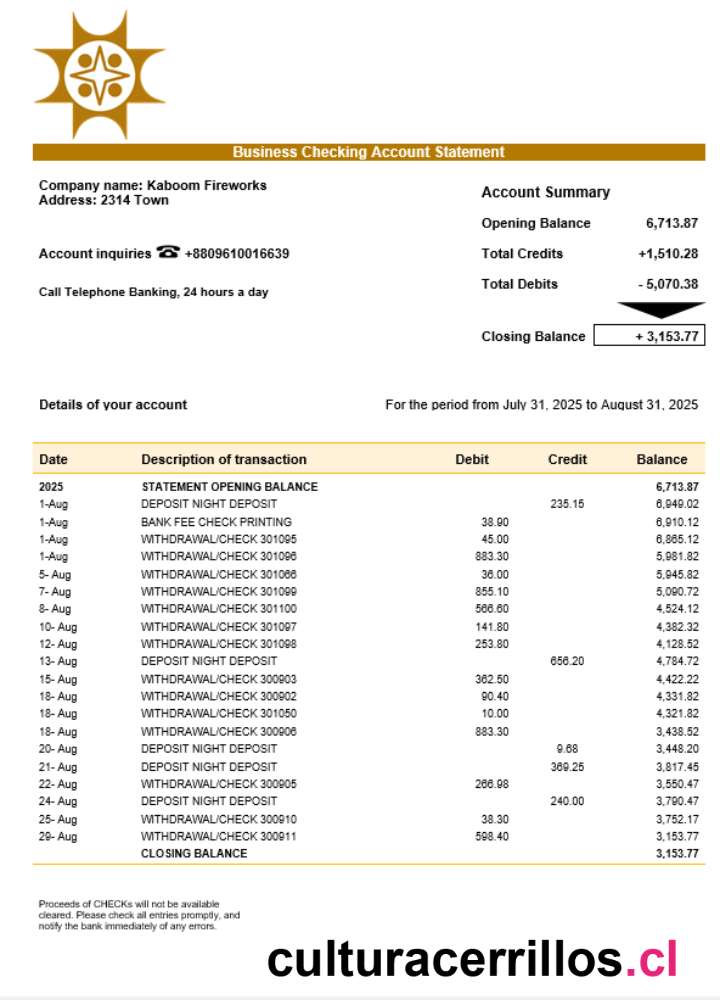 Business Checking Account Statement
Company name: Kaboom Fireworks
Address: 2314 Town
Account inquiries ☎ +8809610016639
Call Telephone Banking, 24 hours a day
Account Summary
Opening Balance 6,713.87
Total Credits +1,510.28
Total Debits - 5,070.38
Closing Balance + 3,153.77
Details of your account For the period from July 31, 2025 to August 31, 2025
Date Description of transaction Debit Credit Balance
2025 STATEMENT OPENING BALANCE 6,713.87
1-Aug DEPOSIT NIGHT DEPOSIT 235.15 6,949.02
1-Aug BANK FEE CHECK PRINTING 38.90 6,910.12
1-Aug WITHDRAWAL/CHECK 301095 45.00 6,865.12
1-Aug WITHDRAWAL/CHECK 301096 883.30 5,981.82
5- Aug WITHDRAWAL/CHECK 301066 36.00 5,945.82
7- Aug WITHDRAWAL/CHECK 301099 855.10 5,090.72
8- Aug WITHDRAWAL/CHECK 301100 566.60 4,524.12
10- Aug WITHDRAWAL/CHECK 301097 141.80 4,382.32
12- Aug WITHDRAWAL/CHECK 301098 253.80 4,128.52
13- Aug DEPOSIT NIGHT DEPOSIT 656.20 4,784.72
15- Aug WITHDRAWAL/CHECK 300903 362.50 4,422.22
18- Aug WITHDRAWAL/CHECK 300902 90.40 4,331.82
18- Aug WITHDRAWAL/CHECK 301050 10.00 4,321.82
18- Aug WITHDRAWAL/CHECK 300906 883.30 3,438.52
20- Aug DEPOSIT NIGHT DEPOSIT 9.68 3,448.20
21- Aug DEPOSIT NIGHT DEPOSIT 369.25 3,817.45
22- Aug WITHDRAWAL/CHECK 300905 266.98 3,550.47
24- Aug DEPOSIT NIGHT DEPOSIT 240.00 3,790.47
25- Aug WITHDRAWAL/CHECK 300910 38.30 3,752.17
29- Aug WITHDRAWAL/CHECK 300911 598.40 3,153.77
CLOSING BALANCE 3,153.77
Proceeds of CHECKs will not be available
cleared. Please check all entries promptly, and
notify the bank immediately of any errors.
culturacerrillos.cl